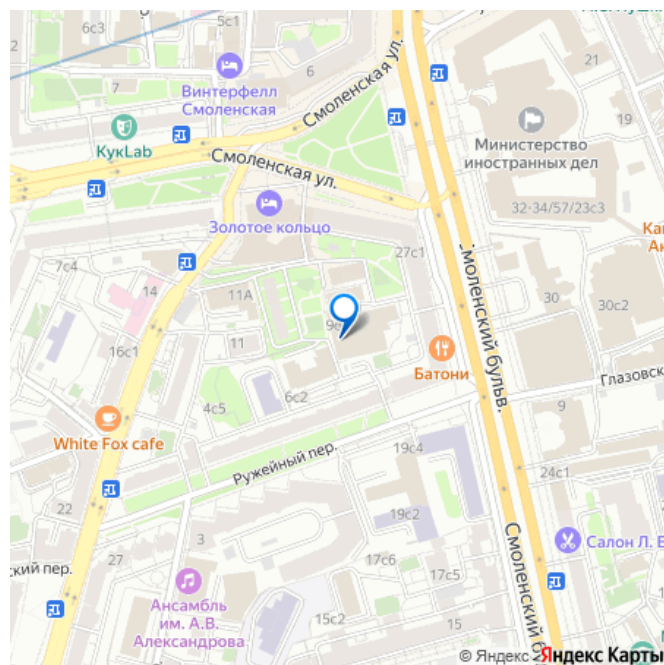 5с1
6с3
21
7
Винтерфелл
Смоленская
6
Смоленская ул.
19
КукLab
Министерство
иностранных дел
Смоленская ул.
32-34/57/23с3
Золотое кольцо
27с1
7с4
14
11А
30
30с2
Смоленский бульв.
16с1
11
Батони
Глазовск
6с2
4с5
9
White Fox cafe
Ружейный пер.
19с4
24с1
22
19с2
3
Салон Л. Е
27
17с6
ский пер.
17с5
Ансамбль
им. А.В.
Александрова
15с2
Смоленский б
© Яндекс Яндекс Карты